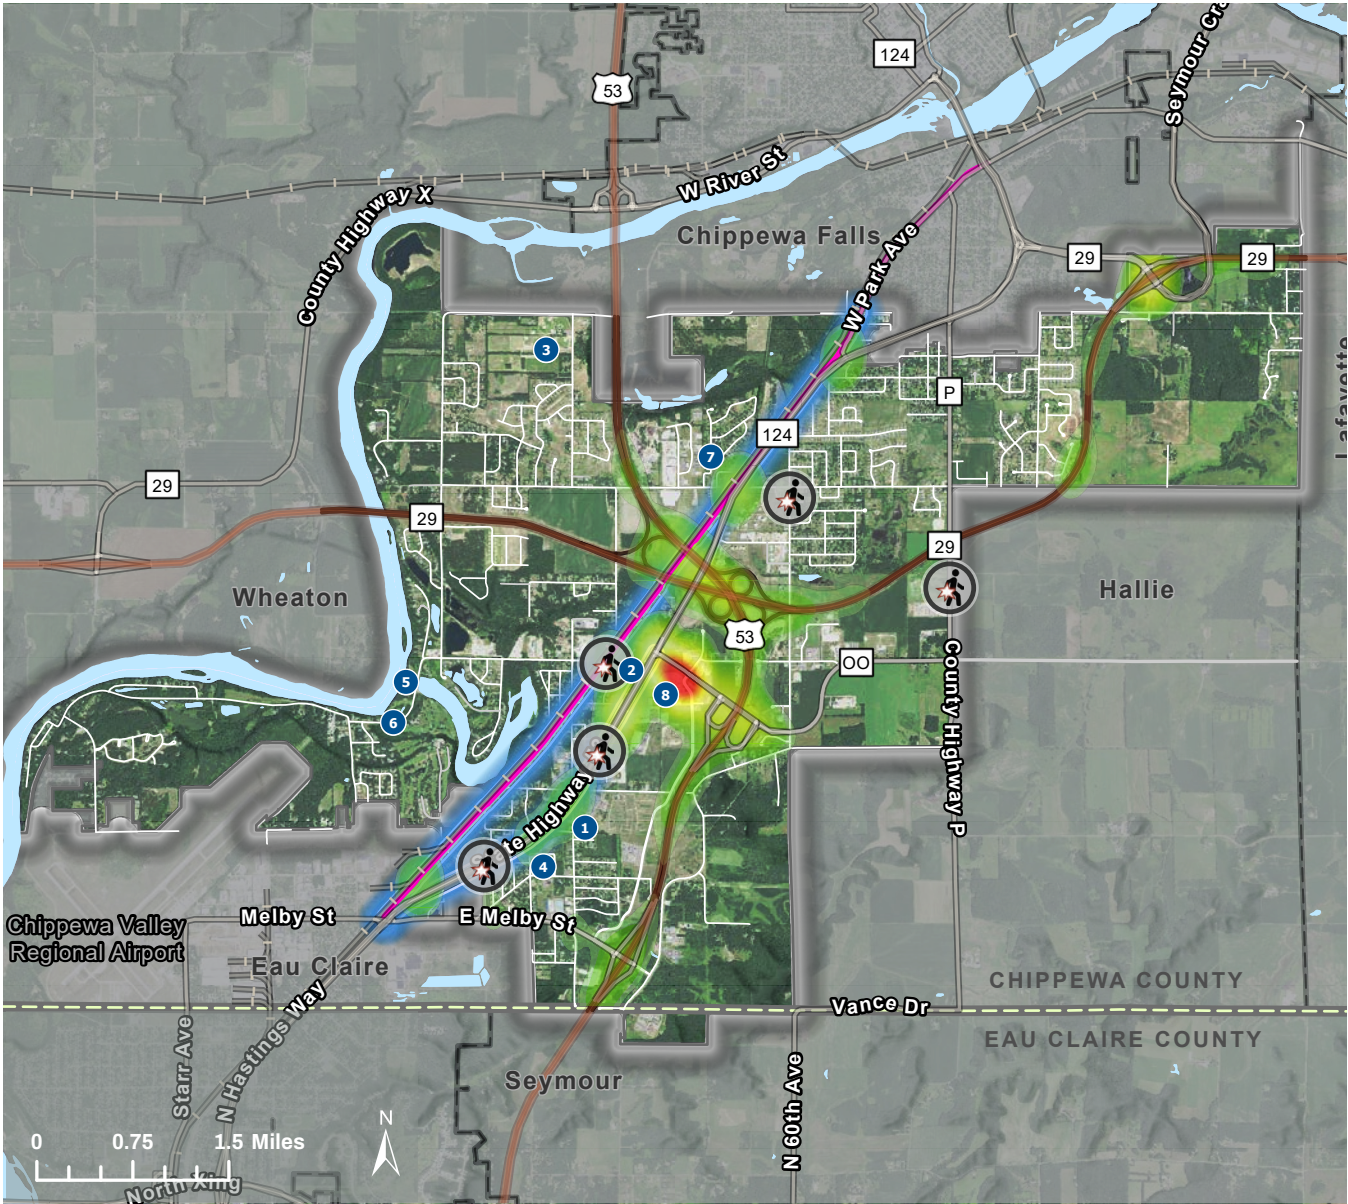 124
53
Seymour Cra
W River St
County Highway X
Chippewa Falls
W Park Ave
29
29
3
Lafayette
P
124
7
29
29
29
Wheaton
Hallie
53
2
OO
5
8
6
County Highway P
te Highway
1
4
Melby St
E Melby St
Chippewa Valley
Regional Airport
Eau Claire
CHIPPEWA COUNTY
Vance Dr
EAU CLAIRE COUNTY
N Hastings Way
Starr Ave
Seymour
N 60th Ave
N
0 0.75 1.5 Miles
North Xing